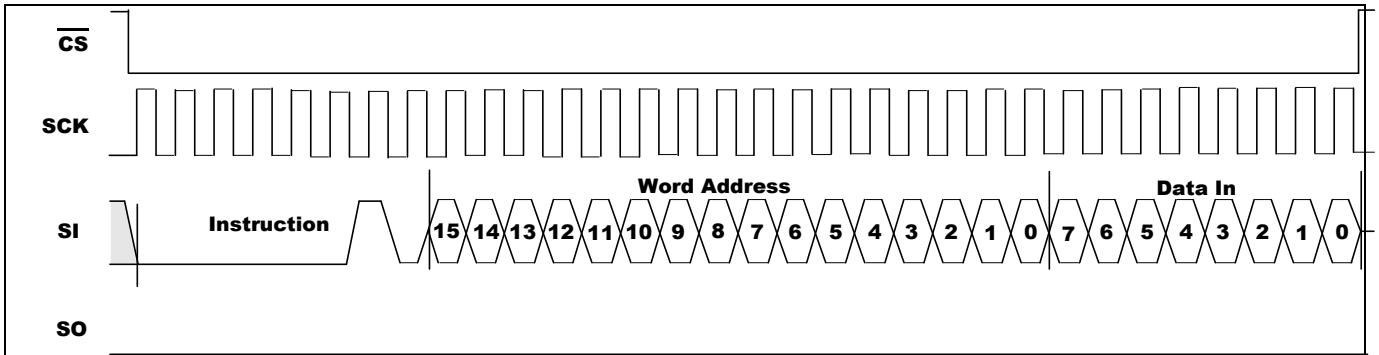 CS
SCK
Word Address
Data In
SI
Instruction
15 14 13 12 11 10 9 8 7 6 5 4 3 2 1 0 7 6 5 4 3 2 1 0
SO